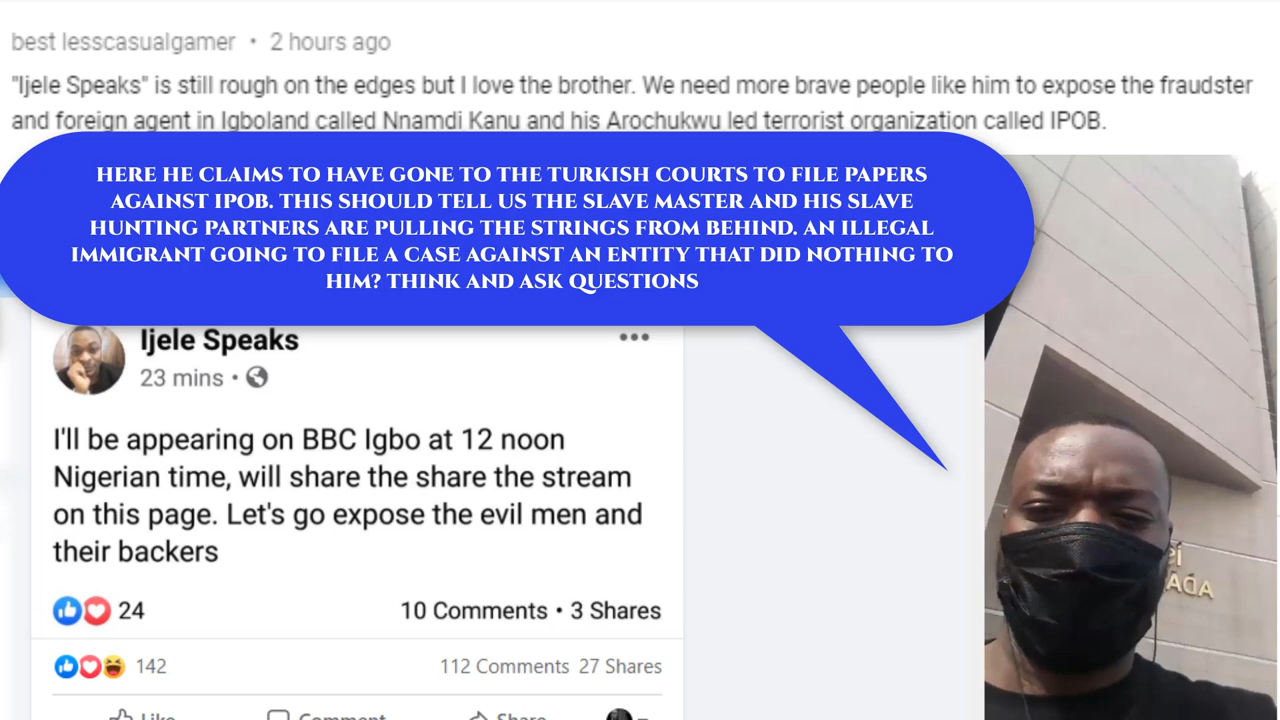 best lesscasualgamer • 2 hours ago
"Ijele Speaks" is still rough on the edges but I love the brother. We need more brave people like him to expose the fraudster
and foreign agent in Igboland called Nnamdi Kanu and his Arochukwu led terrorist organization called IPOB.
HERE HE CLAIMS TO HAVE GONE TO THE TURKISH COURTS TO FILE PAPERS
AGAINST IPOB. THIS SHOULD TELL US THE SLAVE MASTER AND HIS SLAVE
HUNTING PARTNERS ARE PULLING THE STRINGS FROM BEHIND. AN ILLEGAL
IMMIGRANT GOING TO FILE A CASE AGAINST AN ENTITY THAT DID NOTHING TO
HIM? THINK AND ASK QUESTIONS
Ijele Speaks
23 mins •
I'll be appearing on BBC Igbo at 12 noon
Nigerian time, will share the share the stream
on this page. Let's go expose the evil men and
their backers
24 10 Comments • 3 Shares
142 112 Comments 27 Shares
Like Comment Share